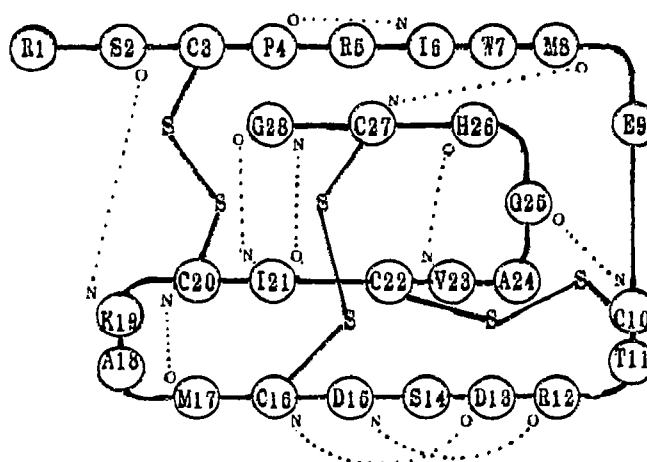 O N
R1 S2 C3 P4 R5 I6 W7 M8
O N O
S G28 C27 H26 E9
O N O
S S G25
O
N N O N S N
C20 I21 C22 V23 A24
K19 N S S C10
A18 O T11
M17 C16 D15 S14 D13 R12
N N O O